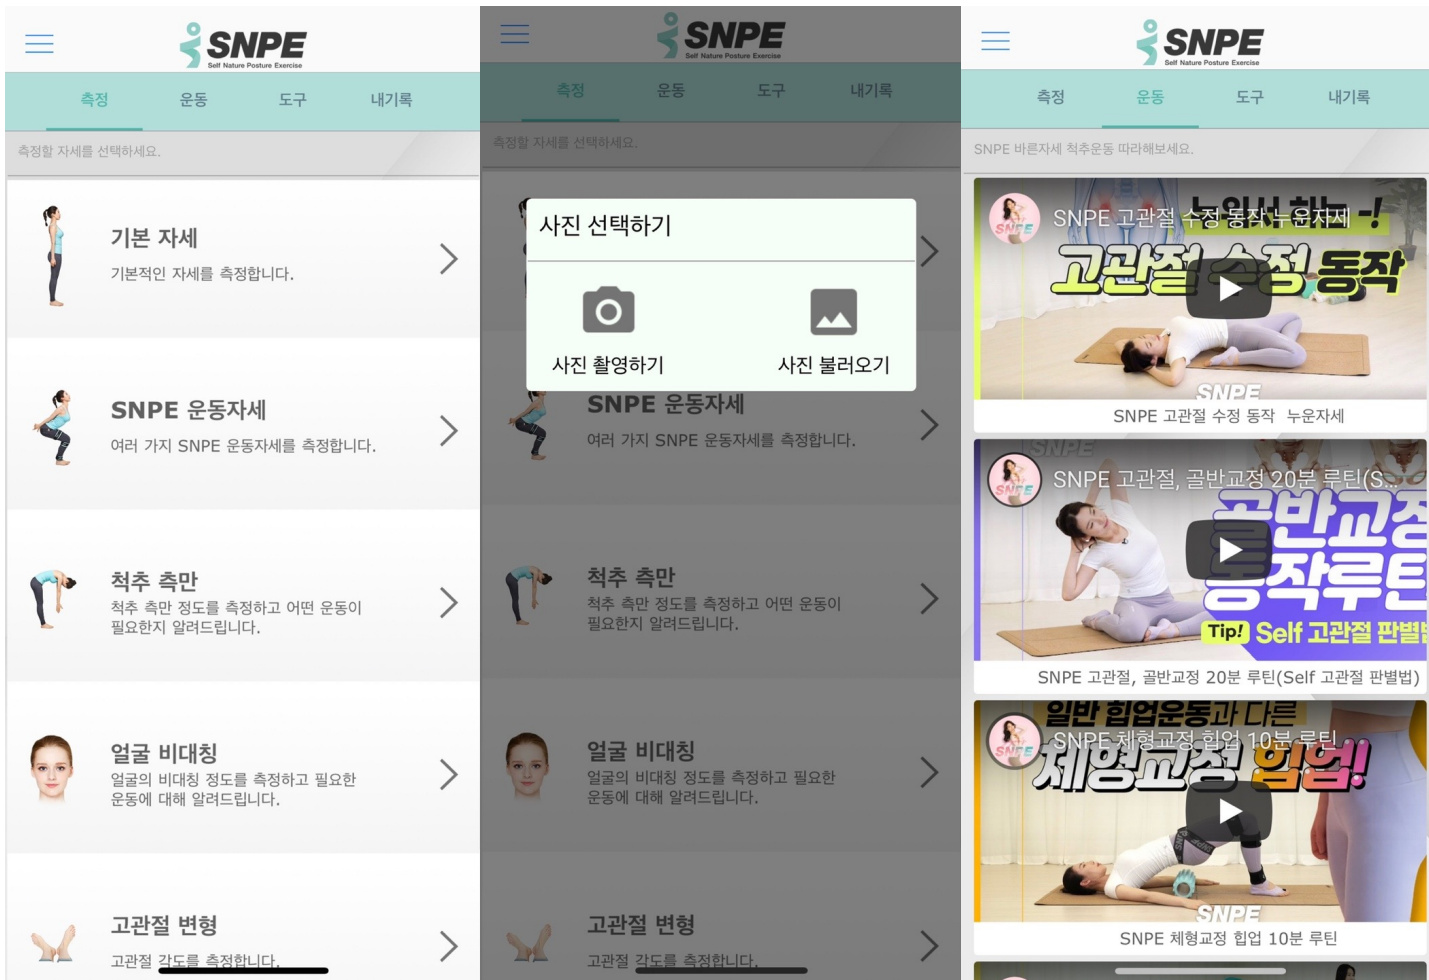 SNPE
Self Nature Posture Exercise
측정 운동 도구 내기록
측정할 자세를 선택하세요.
기본 자세
기본적인 자세를 측정합니다.
SNPE 운동자세
여러 가지 SNPE 운동자세를 측정합니다.
척추 측만
척추 측만 정도를 측정하고 어떤 운동이
필요한지 알려드립니다.
얼굴 비대칭
얼굴의 비대칭 정도를 측정하고 필요한
운동에 대해 알려드립니다.
고관절 변형
고관절 각도를 측정합니다.
SNPE
Self Nature Posture Exercise
측정 운동 도구 내기록
측정할 자세를 선택하세요.
사진 선택하기
사진 촬영하기 사진 불러오기
SNPE 운동자세
여러 가지 SNPE 운동자세를 측정합니다.
척추 측만
척추 측만 정도를 측정하고 어떤 운동이
필요한지 알려드립니다.
얼굴 비대칭
얼굴의 비대칭 정도를 측정하고 필요한
운동에 대해 알려드립니다.
고관절 변형
고관절 각도를 측정합니다.
SNPE
Self Nature Posture Exercise
측정 운동 도구 내기록
SNPE 바른자세 척추운동 따라해보세요.
누워서 하는 -!
SNPE
SNPE 고관절 수정 동작 누운자세
고관절 수정 동작
SNPE
SNPE 고관절 수정 동작 누운자세
SNPE
SNPE
SNPE 고관절, 골반교정 20분 루틴(S...
골반교정
동작루틴
Tip! Self 고관절 판별법
SNPE 고관절, 골반교정 20분 루틴(Self 고관절 판별법)
일반 힙업운동과 다른
SNPE
SNPE 체형교정 힙업 10분 루틴
체형교정 힙업!
SNPE
SNPE
SNPE 체형교정 힙업 10분 루틴